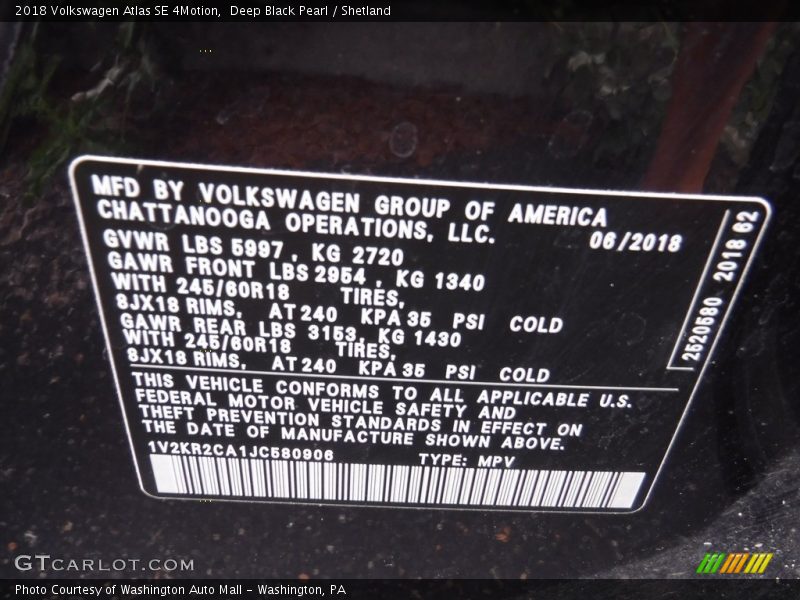 2018 Volkswagen Atlas SE 4Motion,  Deep Black Pearl / Shetland
MFD BY VOLKSWAGEN GROUP OF AMERICA
CHATTANOOGA OPERATIONS, LLC.
06/2018
GVWR LBS 5997 , KG 2720
GAWR FRONT LBS 2954 , KG 1340
WITH 245/60R18 TIRES,
8JX18 RIMS, AT 240 KPA 35 PSI COLD
GAWR REAR LBS 3153, KG 1430
WITH 245/60R18 TIRES,
8JX18 RIMS, AT 240 KPA 35 PSI COLD
2520580 2018 62
THIS VEHICLE CONFORMS TO ALL APPLICABLE U.S.
FEDERAL MOTOR VEHICLE SAFETY AND
THEFT PREVENTION STANDARDS IN EFFECT ON
THE DATE OF MANUFACTURE SHOWN ABOVE.
1V2KR2CA1JC580906 TYPE: MPV
GTCARLOT.COM
Photo Courtesy of Washington Auto Mall – Washington, PA